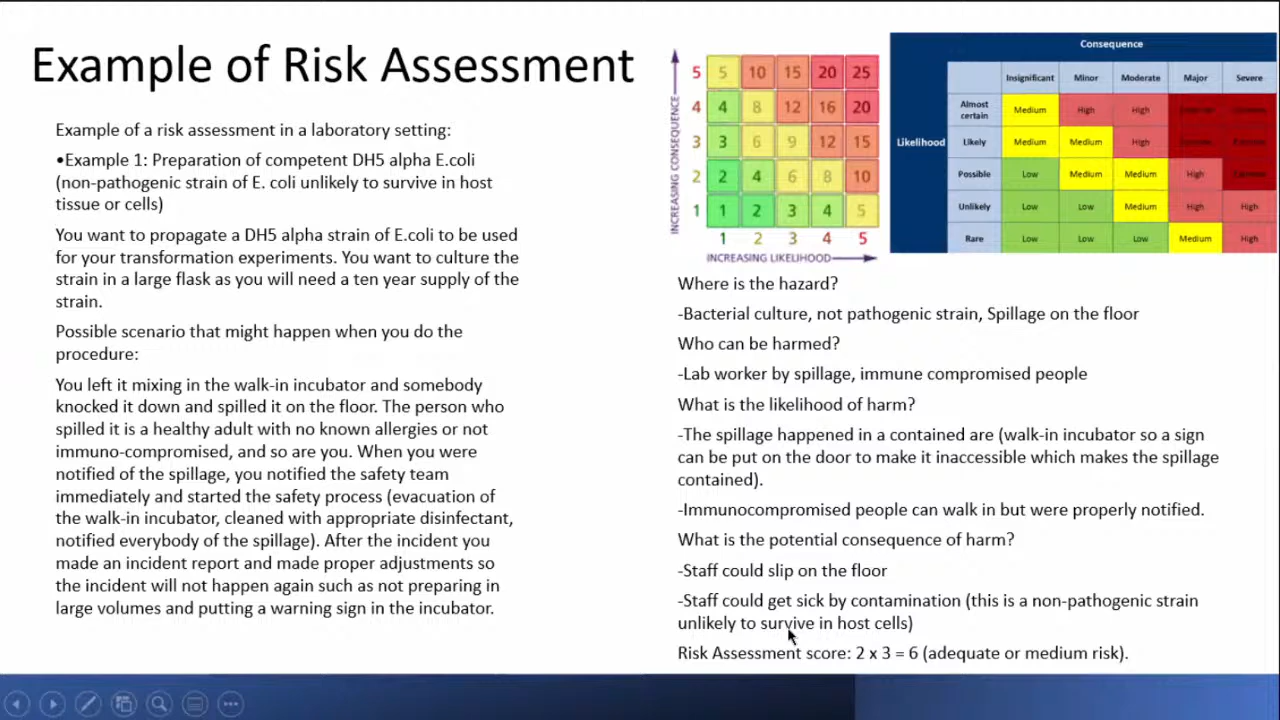 Example of Risk Assessment
Example of a risk assessment in a laboratory setting:
•Example 1: Preparation of competent DH5 alpha E.coli
(non-pathogenic strain of E. coli unlikely to survive in host
tissue or cells)
You want to propagate a DH5 alpha strain of E.coli to be used
for your transformation experiments. You want to culture the
strain in a large flask as you will need a ten year supply of the
strain.
Possible scenario that might happen when you do the
procedure:
You left it mixing in the walk-in incubator and somebody
knocked it down and spilled it on the floor. The person who
spilled it is a healthy adult with no known allergies or not
immuno-compromised, and so are you. When you were
notified of the spillage, you notified the safety team
immediately and started the safety process (evacuation of
the walk-in incubator, cleaned with appropriate disinfectant,
notified everybody of the spillage). After the incident you
made an incident report and made proper adjustments so
the incident will not happen again such as not preparing in
large volumes and putting a warning sign in the incubator.
INCREASING CONSEQUENCE
5 5 10 15 20 25
4 4 8 12 16 20
3 3 6 9 12 15
2 2 4 6 8 10
1 1 2 3 4 5
1 2 3 4 5
INCREASING LIKELIHOOD
Consequence
Insignificant Minor Moderate Major Severe
Likelihood
Almost certain Medium High High
Likely Medium Medium High
Possible Low Medium Medium High
Unlikely Low Low Medium High High
Rare Low Low Low Medium High
Where is the hazard?
-Bacterial culture, not pathogenic strain, Spillage on the floor
Who can be harmed?
-Lab worker by spillage, immune compromised people
What is the likelihood of harm?
-The spillage happened in a contained are (walk-in incubator so a sign
can be put on the door to make it inaccessible which makes the spillage
contained).
-Immunocompromised people can walk in but were properly notified.
What is the potential consequence of harm?
-Staff could slip on the floor
-Staff could get sick by contamination (this is a non-pathogenic strain
unlikely to survive in host cells)
Risk Assessment score: 2 x 3 = 6 (adequate or medium risk).